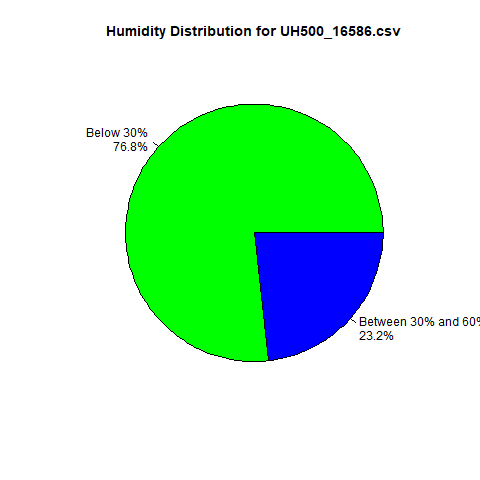 Humidity Distribution for UH500_16586.csv
Below 30%
76.8%
Between 30% and 60%
23.2%